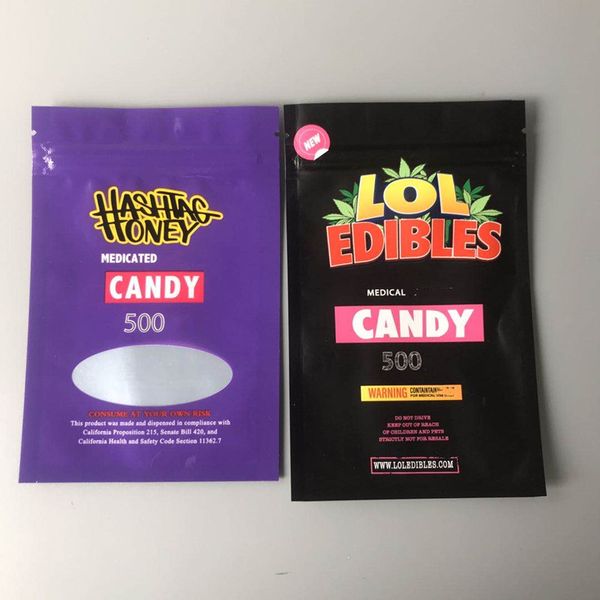 HASHTAG
HONEY
MEDICATED
CANDY
500
CONSUME AT YOUR OWN RISK
This product was made and dispensed in compliance with
California Proposition 215, Senate Bill 420, and
California Health and Safety Code Section 11362.7
NEW
LOL
EDIBLES
MEDICAL
CANDY
500
WARNING
FOR MEDICAL USE
DO NOT DRIVE
KEEP OUT OF REACH
OF CHILDREN AND PETS
STRICTLY NOT FOR RESALE
WWW.LOLEDIBLES.COM